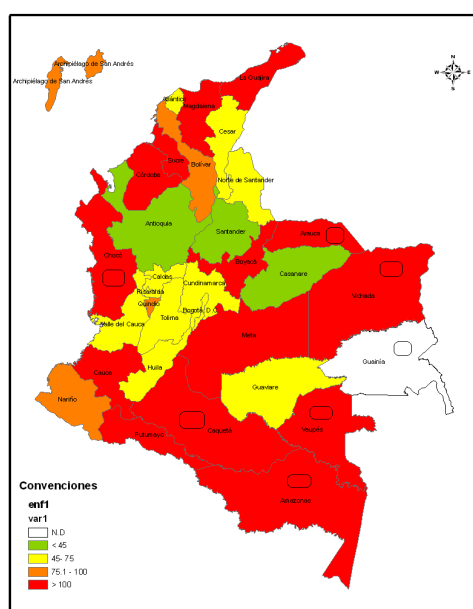 Archipiélago de San Andrés
Archipiélago de San Andrés
N
W
E
S
La Guajira
Atlántico
Magdalena
Cesar
Sucre
Bolívar
Córdoba
Norte de Santander
Antioquia
Santander
Arauca
Chocó
Boyacá
Casanare
Caldas
Cundinamarca
Vichada
Risaralda
Quindío
Bogotá D.C
Valle del Cauca
Tolima
Meta
Guainía
Huila
Cauca
Guaviare
Nariño
Vaupés
Caquetá
Putumayo
Amazonas
Convenciones
enf1
var1
N.D
< 45
45- 75
75.1 - 100
> 100